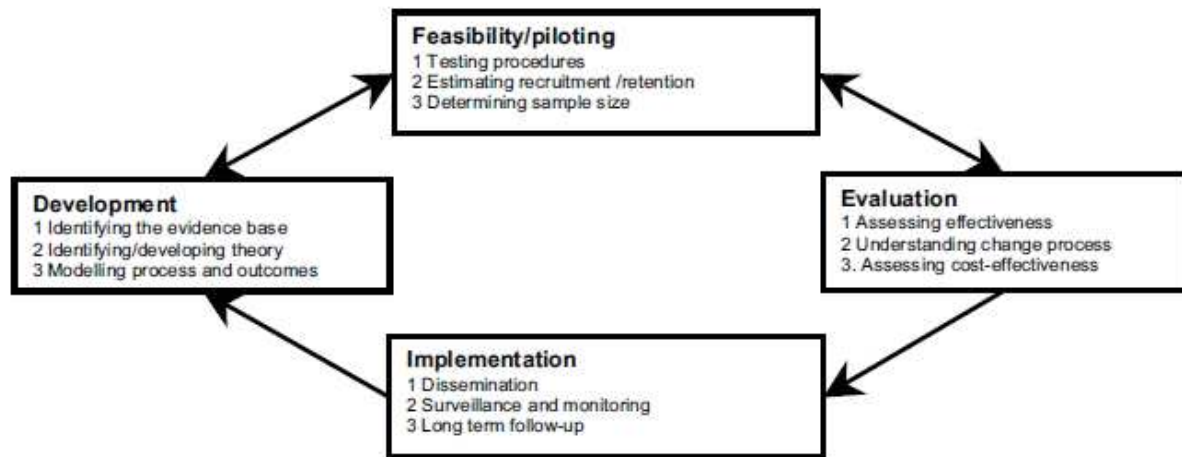 Feasibility/piloting
1 Testing procedures
2 Estimating recruitment /retention
3 Determining sample size
Development
1 Identifying the evidence base
2 Identifying/developing theory
3 Modelling process and outcomes
Evaluation
1 Assessing effectiveness
2 Understanding change process
3. Assessing cost-effectiveness
Implementation
1 Dissemination
2 Surveillance and monitoring
3 Long term follow-up